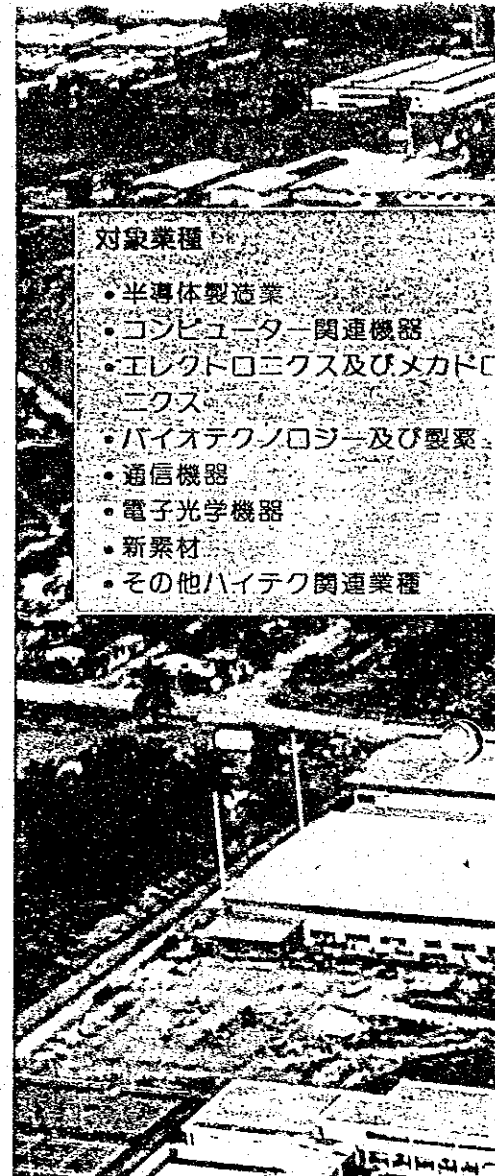 対象業種
• 半導体製造業
• コンピューター関連機器
• エレクトロニクス及びメカトロ
ニクス
• バイオテクノロジー及び製薬
• 通信機器
• 電子光学機器
• 新素材
• その他ハイテク関連業種